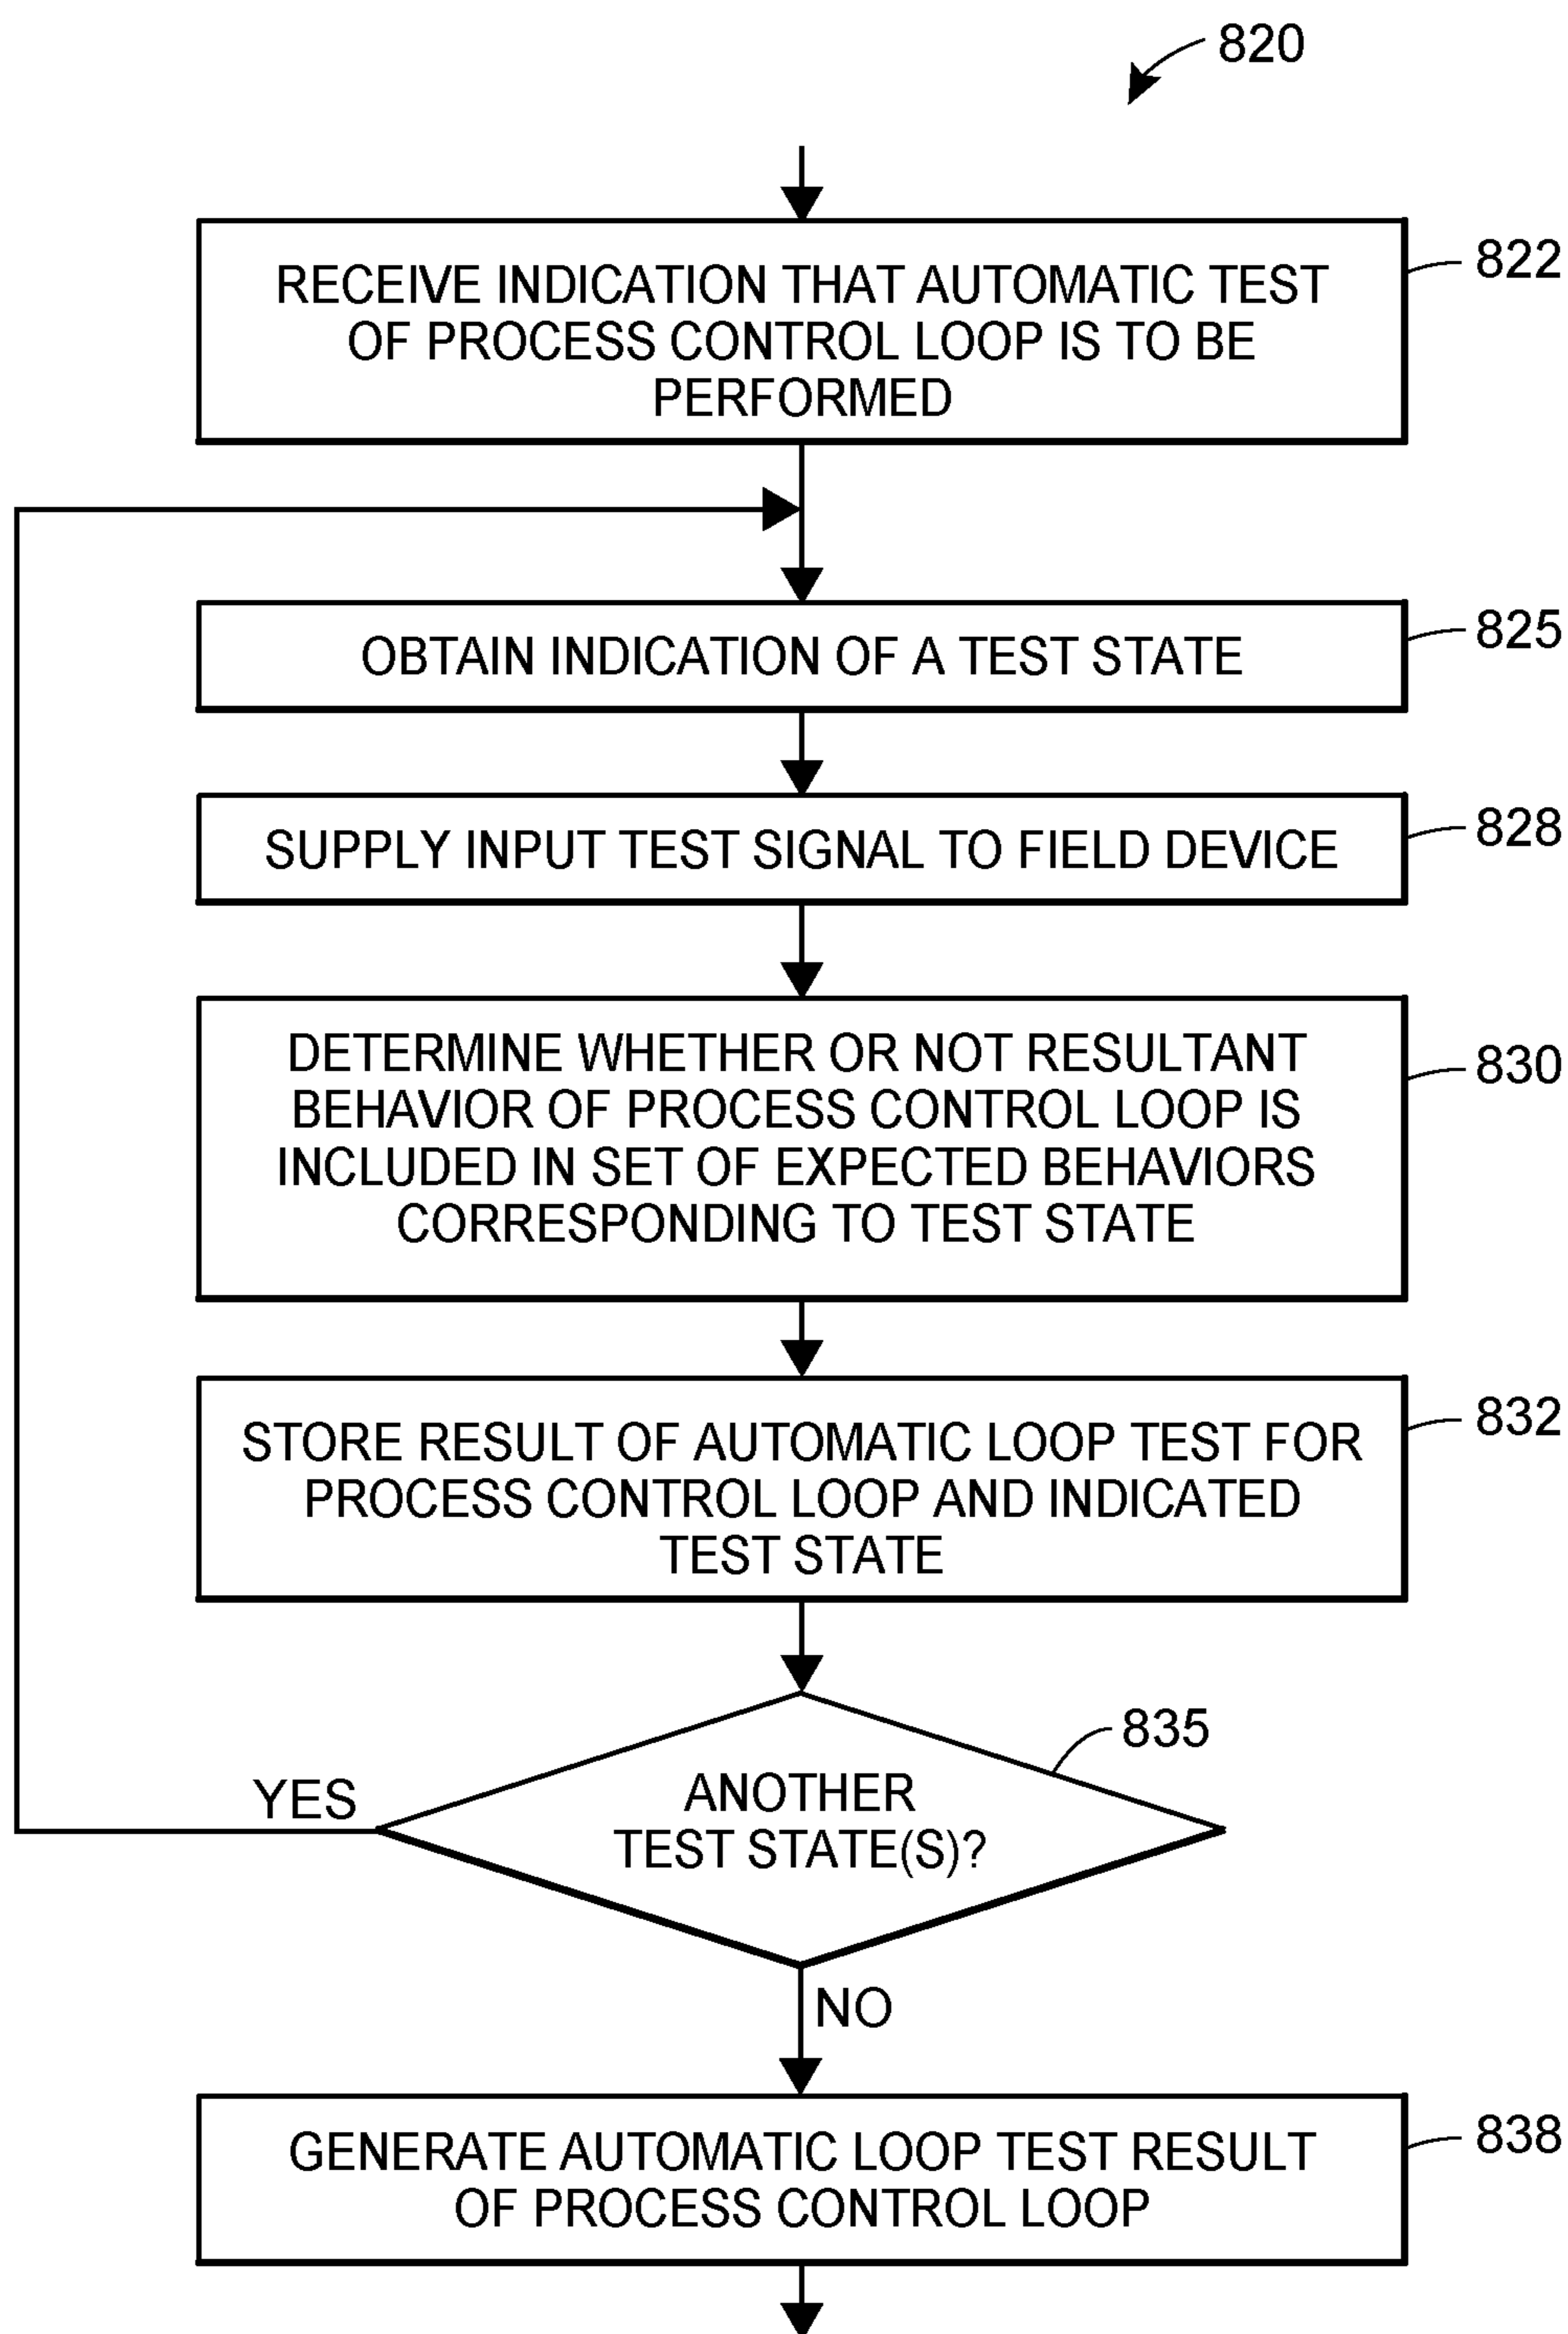 820
RECEIVE INDICATION THAT AUTOMATIC TEST
OF PROCESS CONTROL LOOP IS TO BE
PERFORMED
822
OBTAIN INDICATION OF A TEST STATE
825
SUPPLY INPUT TEST SIGNAL TO FIELD DEVICE
828
DETERMINE WHETHER OR NOT RESULTANT
BEHAVIOR OF PROCESS CONTROL LOOP IS
INCLUDED IN SET OF EXPECTED BEHAVIORS
CORRESPONDING TO TEST STATE
830
STORE RESULT OF AUTOMATIC LOOP TEST FOR
PROCESS CONTROL LOOP AND INDICATED
TEST STATE
832
835
ANOTHER
TEST STATE(S)?
YES
NO
GENERATE AUTOMATIC LOOP TEST RESULT
OF PROCESS CONTROL LOOP
838